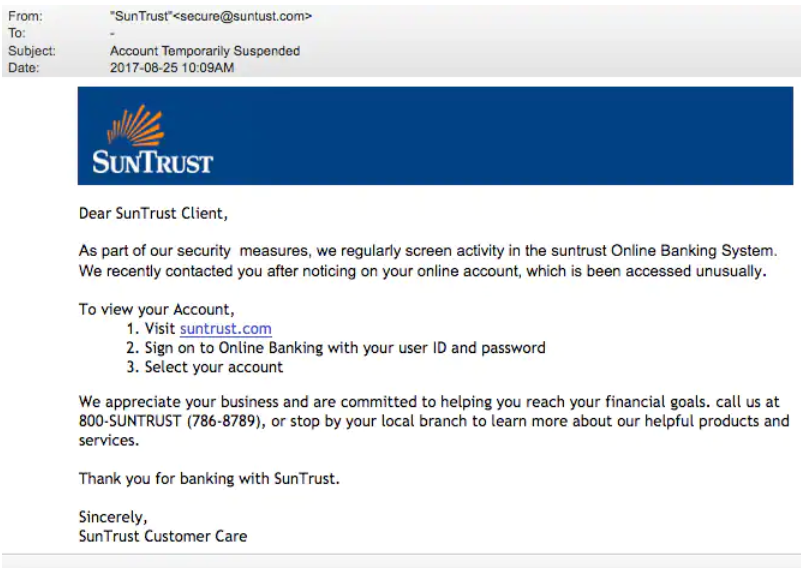 From: "SunTrust"<secure@suntust.com>
To: -
Subject: Account Temporarily Suspended
Date: 2017-08-25 10:09AM
SUNTRUST
Dear SunTrust Client,
As part of our security measures, we regularly screen activity in the suntrust Online Banking System.
We recently contacted you after noticing on your online account, which is been accessed unusually.
To view your Account,
1. Visit suntrust.com
2. Sign on to Online Banking with your user ID and password
3. Select your account
We appreciate your business and are committed to helping you reach your financial goals. call us at
800-SUNTRUST (786-8789), or stop by your local branch to learn more about our helpful products and
services.
Thank you for banking with SunTrust.
Sincerely,
SunTrust Customer Care